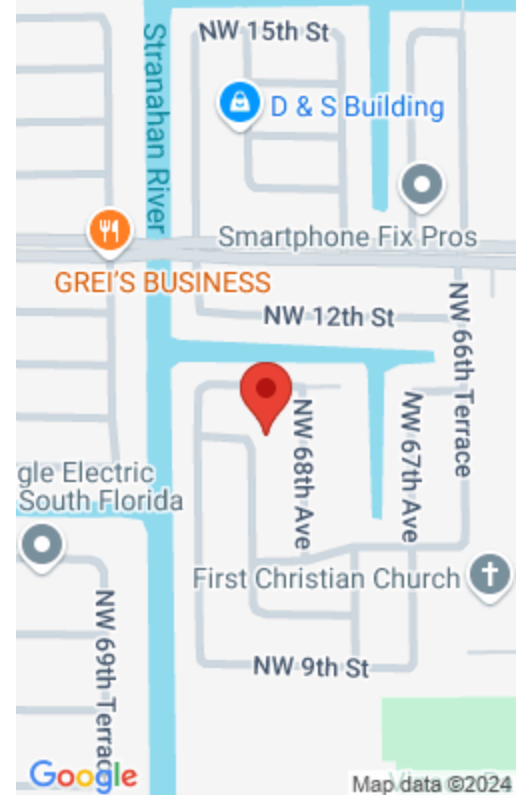 NW 15th St
Stranahan River
D & S Building
Smartphone Fix Pros
GREI'S BUSINESS
NW 12th St
NW 66th Terrace
NW 68th Ave
NW 67th Ave
gle Electric
South Florida
First Christian Church
NW 69th Terrace
NW 9th St
Google
Map data ©2024